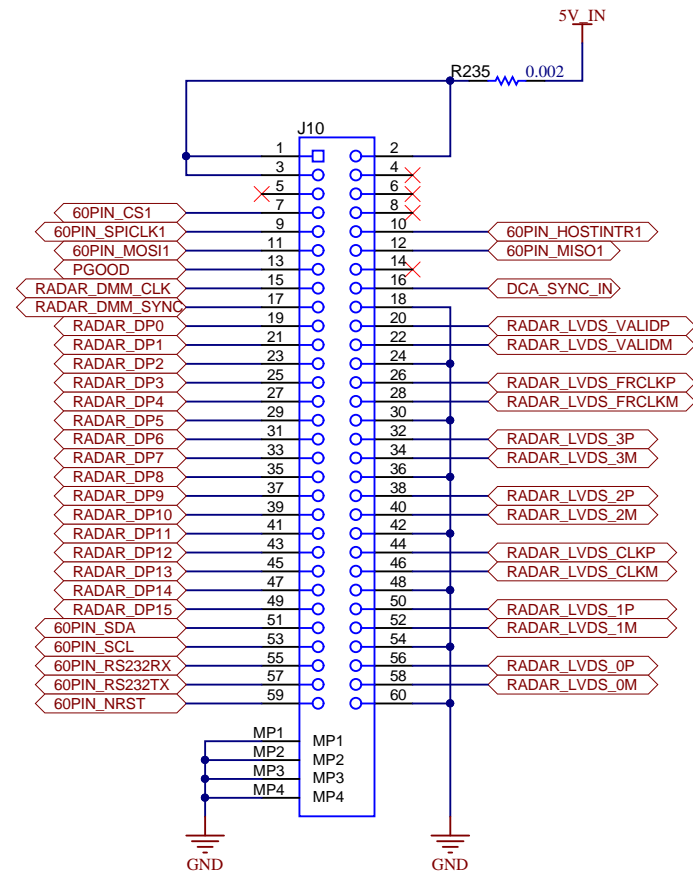 5V_IN
R235 0.002
J10
1 2
3 4
5 6
60PIN_CS1 7 8
60PIN_SPICLK1 9 10 60PIN_HOSTINTR1
60PIN_MOSI1 11 12 60PIN_MISO1
PGOOD 13 14
RADAR_DMM_CLK 15 16 DCA_SYNC_IN
RADAR_DMM_SYNC 17 18
RADAR_DP0 19 20 RADAR_LVDS_VALIDP
RADAR_DP1 21 22 RADAR_LVDS_VALIDM
RADAR_DP2 23 24
RADAR_DP3 25 26 RADAR_LVDS_FRCLKP
RADAR_DP4 27 28 RADAR_LVDS_FRCLKM
RADAR_DP5 29 30
RADAR_DP6 31 32 RADAR_LVDS_3P
RADAR_DP7 33 34 RADAR_LVDS_3M
RADAR_DP8 35 36
RADAR_DP9 37 38 RADAR_LVDS_2P
RADAR_DP10 39 40 RADAR_LVDS_2M
RADAR_DP11 41 42
RADAR_DP12 43 44 RADAR_LVDS_CLKP
RADAR_DP13 45 46 RADAR_LVDS_CLKM
RADAR_DP14 47 48
RADAR_DP15 49 50 RADAR_LVDS_1P
60PIN_SDA 51 52 RADAR_LVDS_1M
60PIN_SCL 53 54
60PIN_RS232RX 55 56 RADAR_LVDS_0P
60PIN_RS232TX 57 58 RADAR_LVDS_0M
60PIN_NRST 59 60
MP1 MP1
MP2 MP2
MP3 MP3
MP4 MP4
GND GND